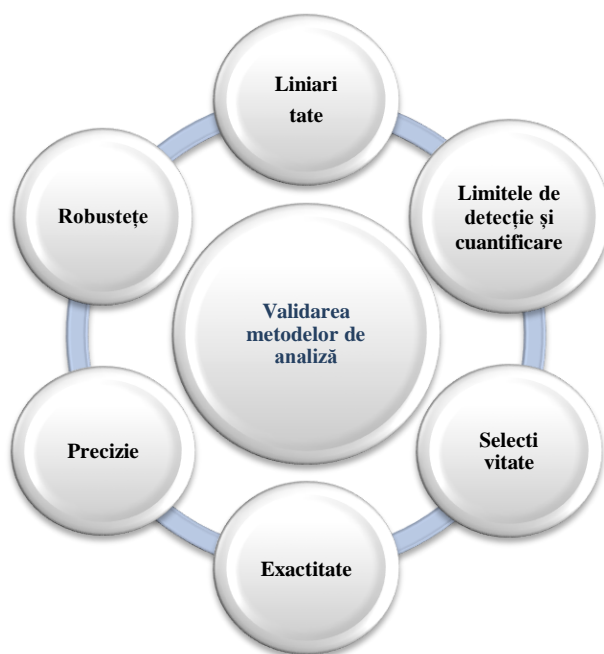 Liniari
tate
Limitele de
detecție și
cuantificare
Robustețe
Validarea
metodelor de
analiză
Precizie
Selecti
vitate
Exactitate